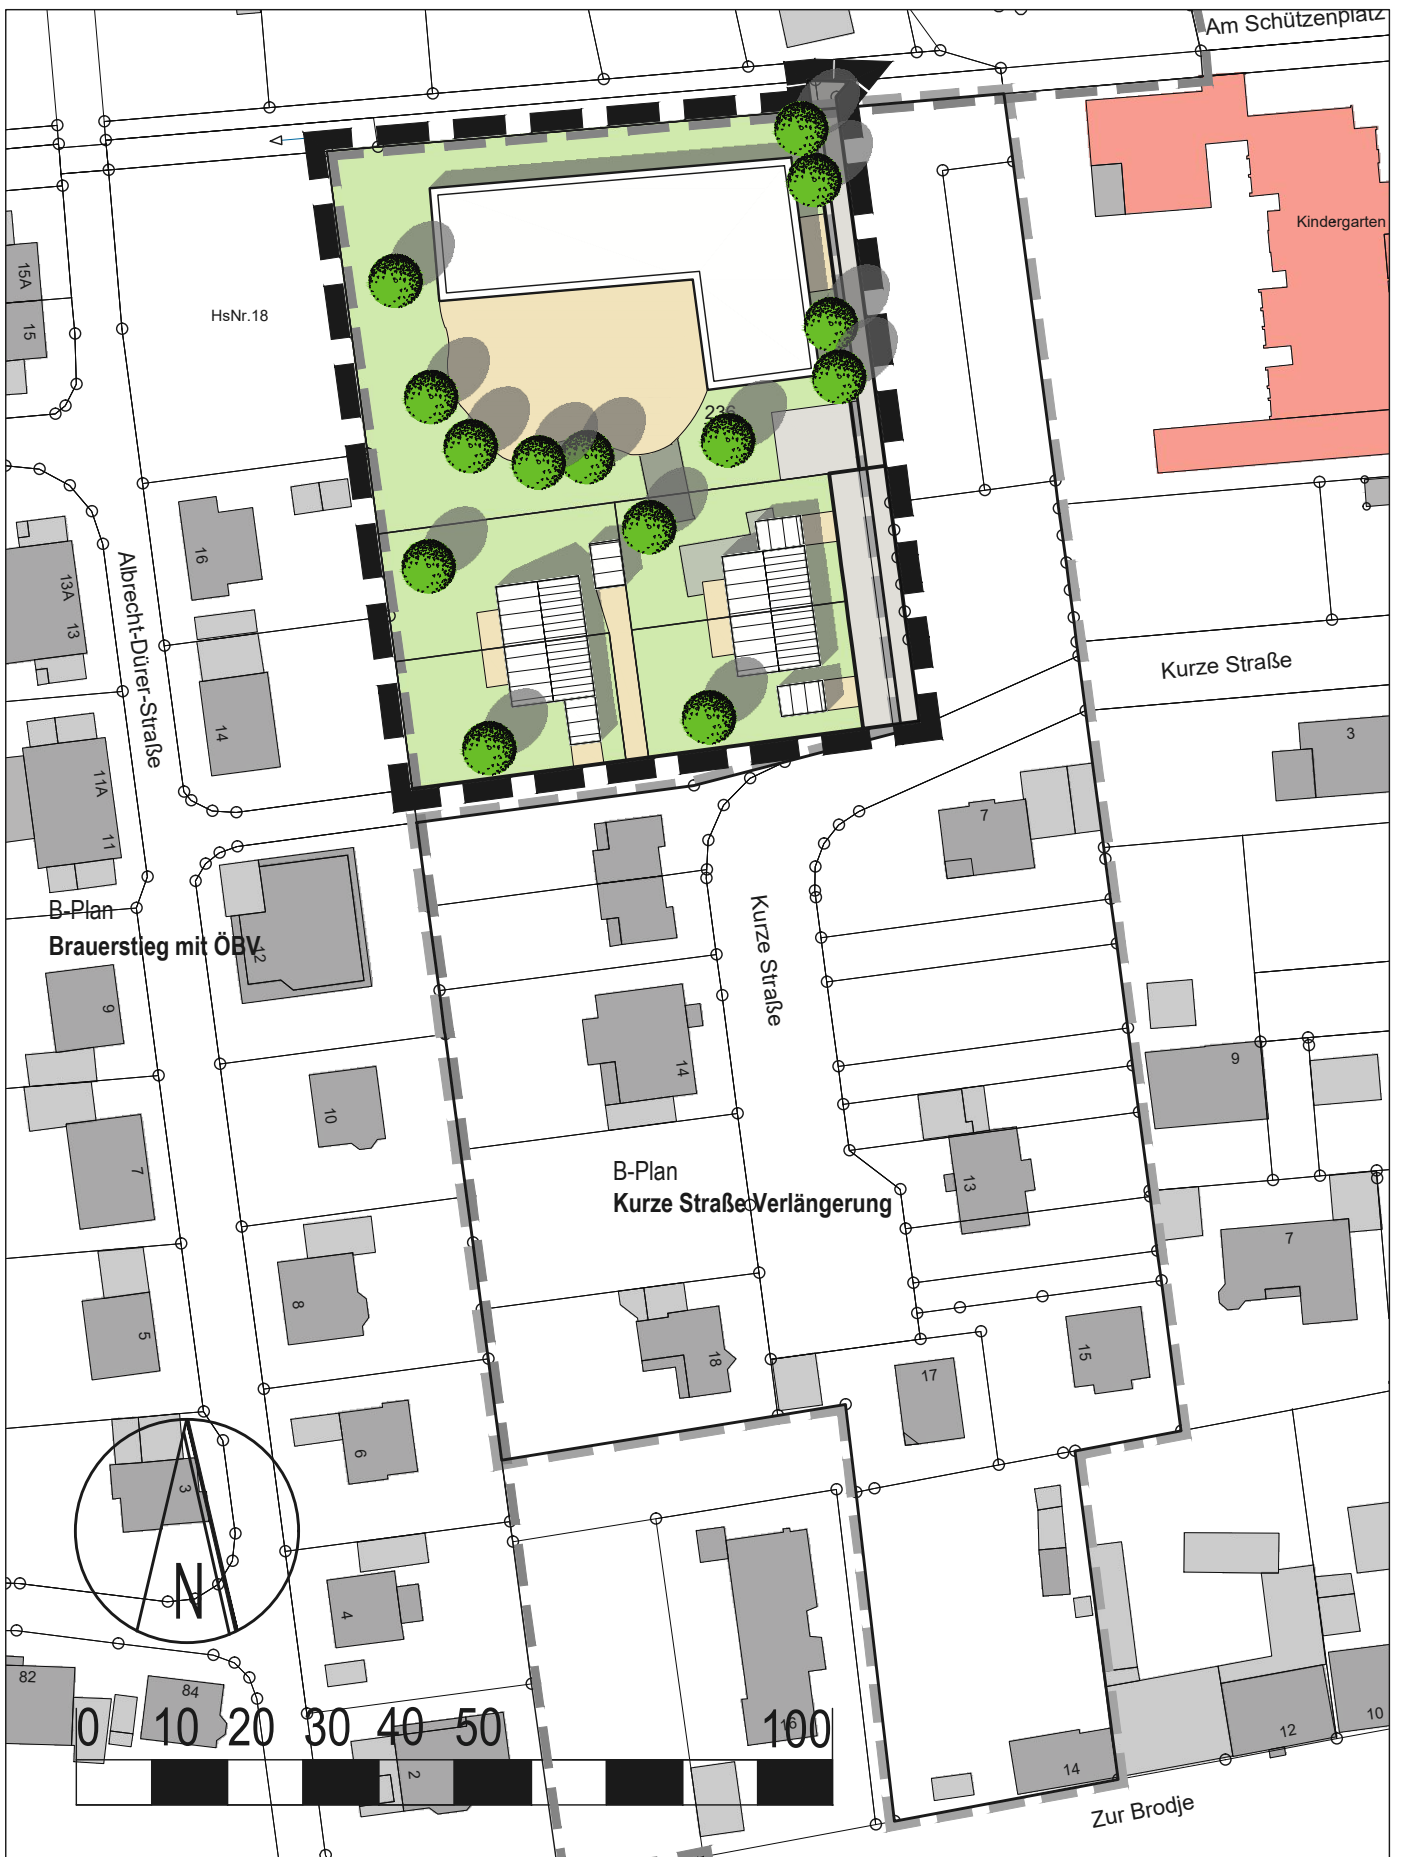 Am Schützenplatz
Kindergarten
15A
15
HsNr.18
236
16
13A
13
Albrecht-Dürer-Straße
14
Kurze Straße
3
11A
11
7
B-Plan
Brauerstieg mit ÖBV
12
Kurze Straße
9
14
9
10
7
B-Plan
Kurze Straße Verlängerung
13
7
8
5
18
17
15
6
3
N
4
82
84
0 10 20 30 40 50 100
2
16
14
12
10
Zur Brodje